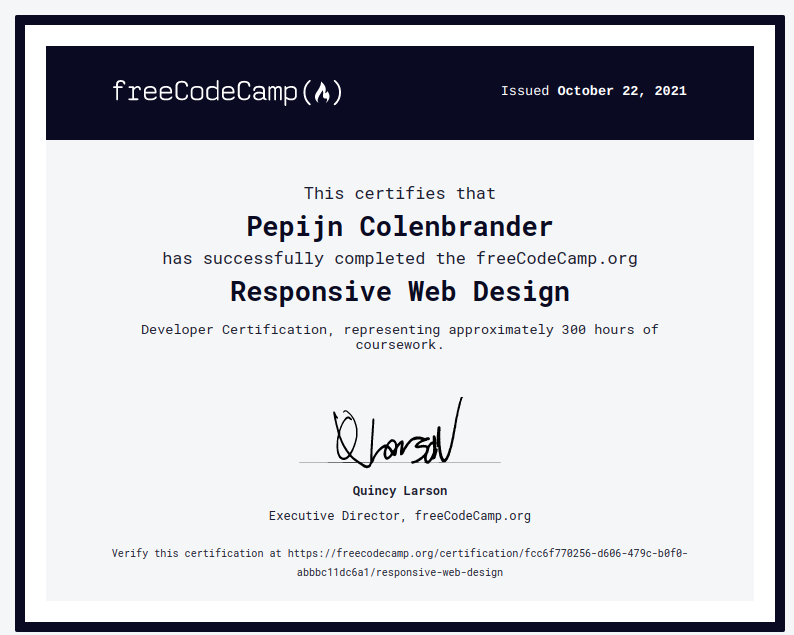 freeCodeCamp
Issued October 22, 2021
This certifies that
Pepijn Colenbrander
has successfully completed the freeCodeCamp.org
Responsive Web Design
Developer Certification, representing approximately 300 hours of
coursework.
Q Larson
Quincy Larson
Executive Director, freeCodeCamp.org
Verify this certification at https://freecodecamp.org/certification/fcc6f770256-d606-479c-b0f0-
abbbc11dc6a1/responsive-web-design